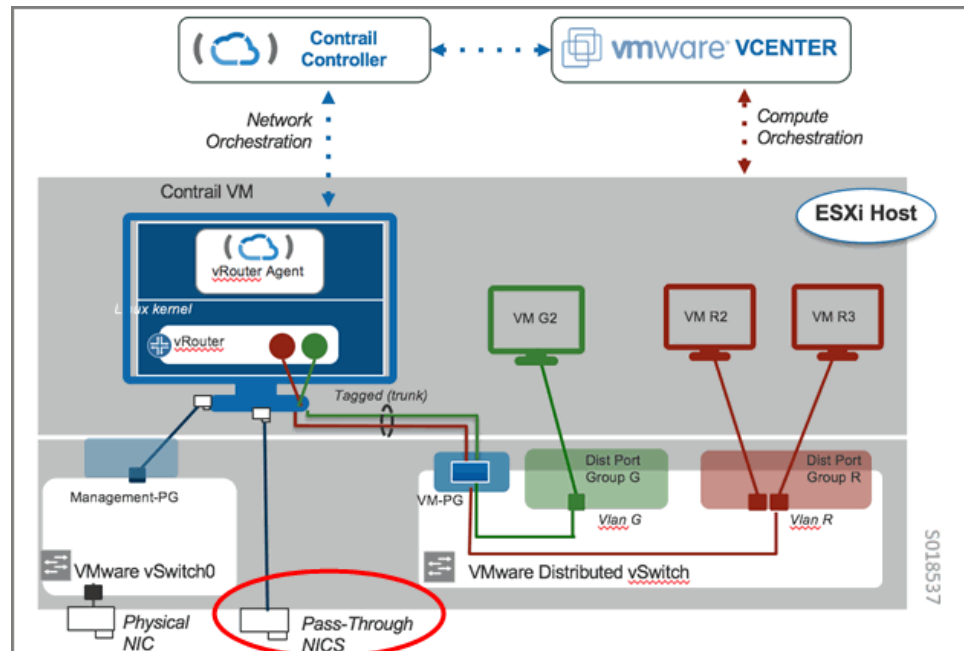 Contrail
Controller
vmware® VCENTER
Network
Orchestration
Compute
Orchestration
Contrail VM
ESXi Host
vRouter Agent
Linux kernel
vRouter
VM G2
VM R2
VM R3
Tagged (trunk)
Management-PG
VM-PG
Dist Port
Group G
Dist Port
Group R
Vlan G
Vlan R
VMware vSwitch0
VMware Distributed vSwitch
Physical
NIC
Pass-Through
NICS
S018537